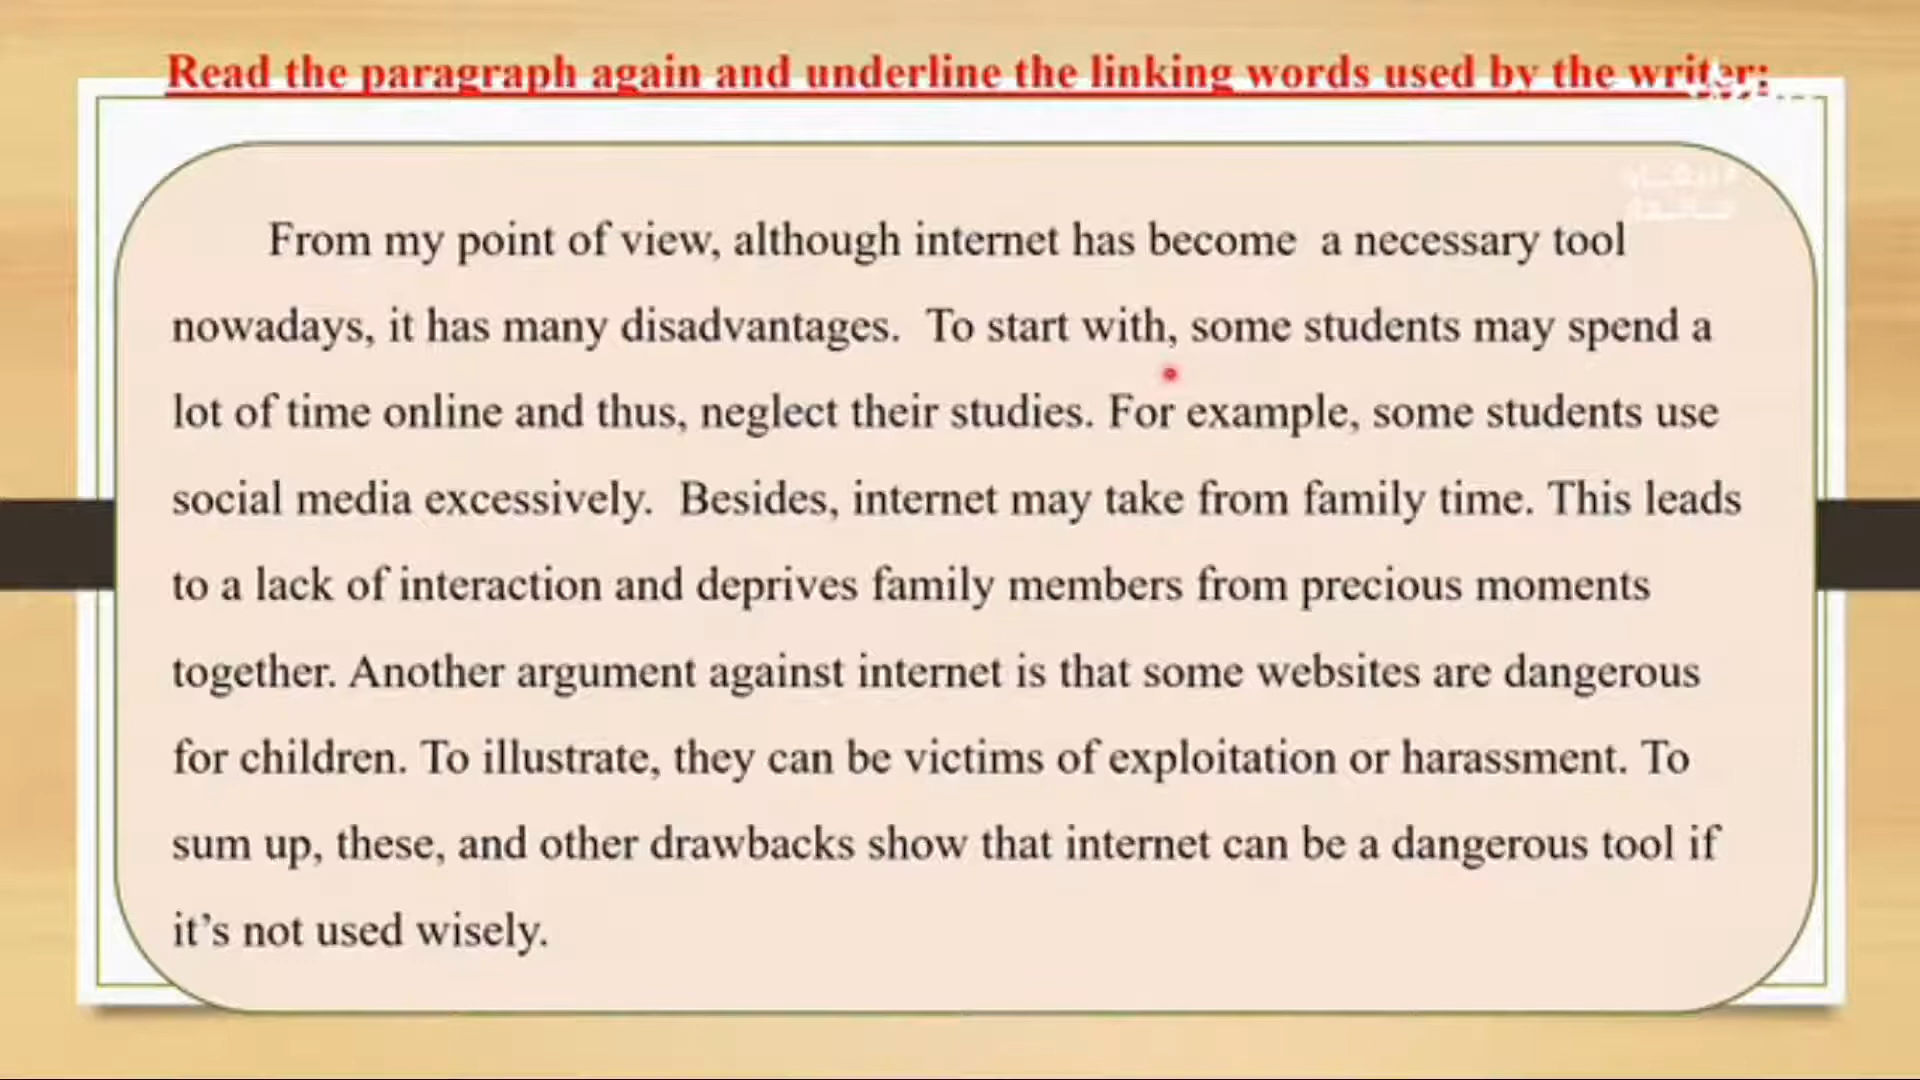 Read the paragraph again and underline the linking words used by the writer:
From my point of view, although internet has become a necessary tool
nowadays, it has many disadvantages. To start with, some students may spend a
lot of time online and thus, neglect their studies. For example, some students use
social media excessively. Besides, internet may take from family time. This leads
to a lack of interaction and deprives family members from precious moments
together. Another argument against internet is that some websites are dangerous
for children. To illustrate, they can be victims of exploitation or harassment. To
sum up, these, and other drawbacks show that internet can be a dangerous tool if
it’s not used wisely.